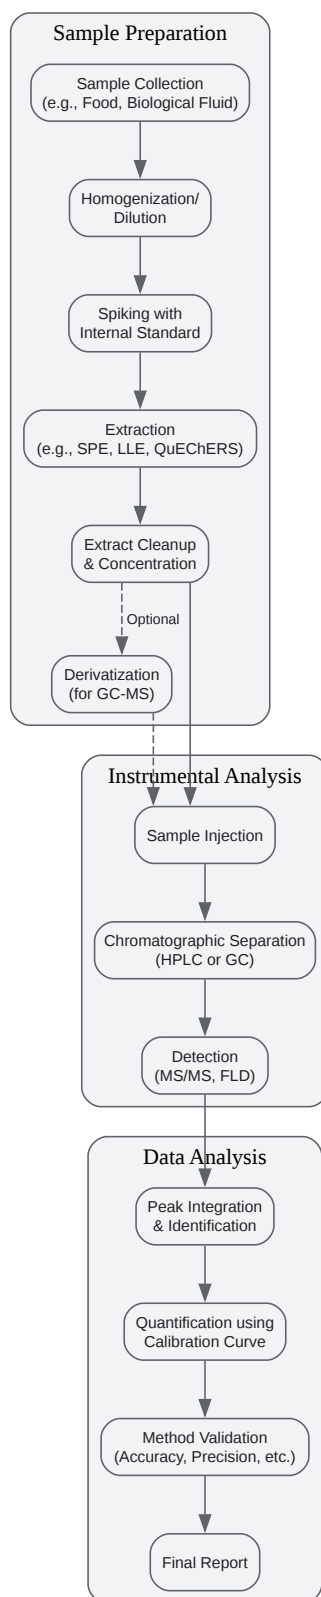 Sample Preparation
Sample Collection
(e.g., Food, Biological Fluid)
Homogenization/
Dilution
Spiking with
Internal Standard
Extraction
(e.g., SPE, LLE, QuEChERS)
Extract Cleanup
& Concentration
Optional
Derivatization
(for GC-MS)
Instrumental Analysis
Sample Injection
Chromatographic Separation
(HPLC or GC)
Detection
(MS/MS, FLD)
Data Analysis
Peak Integration
& Identification
Quantification using
Calibration Curve
Method Validation
(Accuracy, Precision, etc.)
Final Report